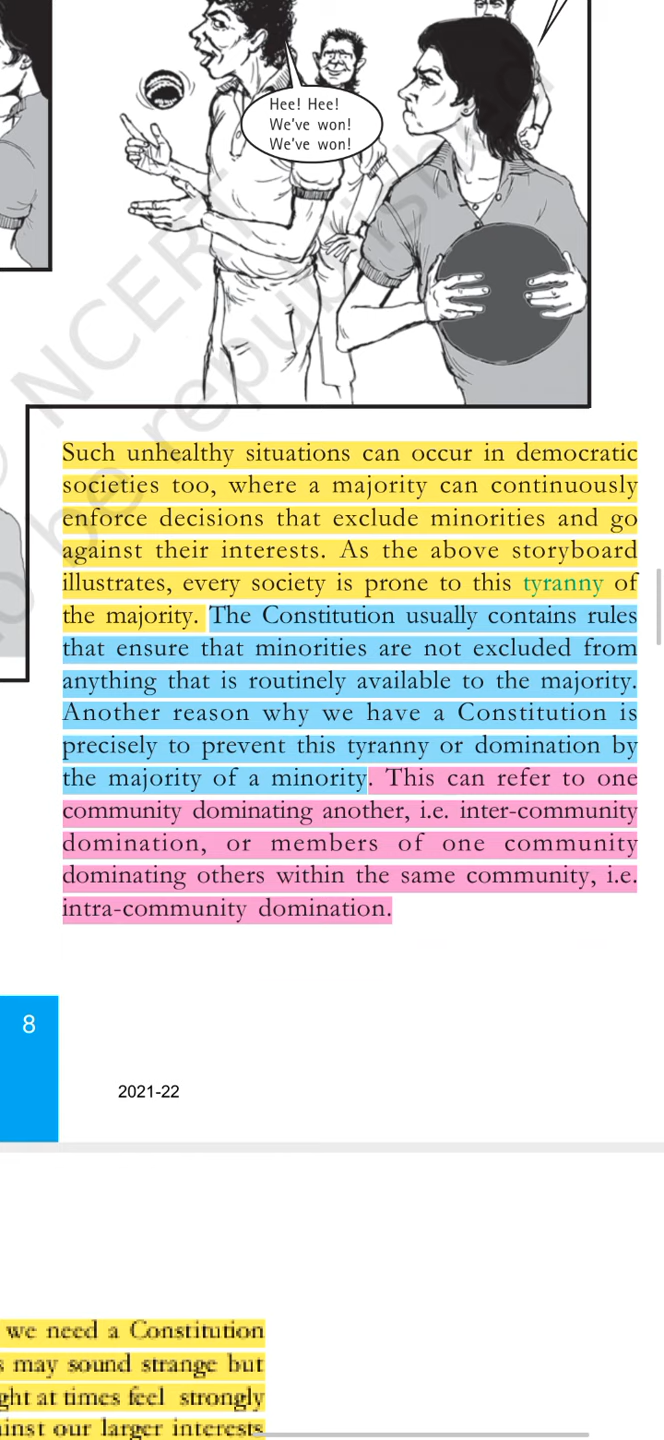 Hee! Hee!
We've won!
We've won!
© NCERT
be republished
Such unhealthy situations can occur in democratic
societies too, where a majority can continuously
enforce decisions that exclude minorities and go
against their interests. As the above storyboard
illustrates, every society is prone to this tyranny of
the majority. The Constitution usually contains rules
that ensure that minorities are not excluded from
anything that is routinely available to the majority.
Another reason why we have a Constitution is
precisely to prevent this tyranny or domination by
the majority of a minority. This can refer to one
community dominating another, i.e. inter-community
domination, or members of one community
dominating others within the same community, i.e.
intra-community domination.
8
2021-22
we need a Constitution
may sound strange but
at times feel strongly
our larger interests